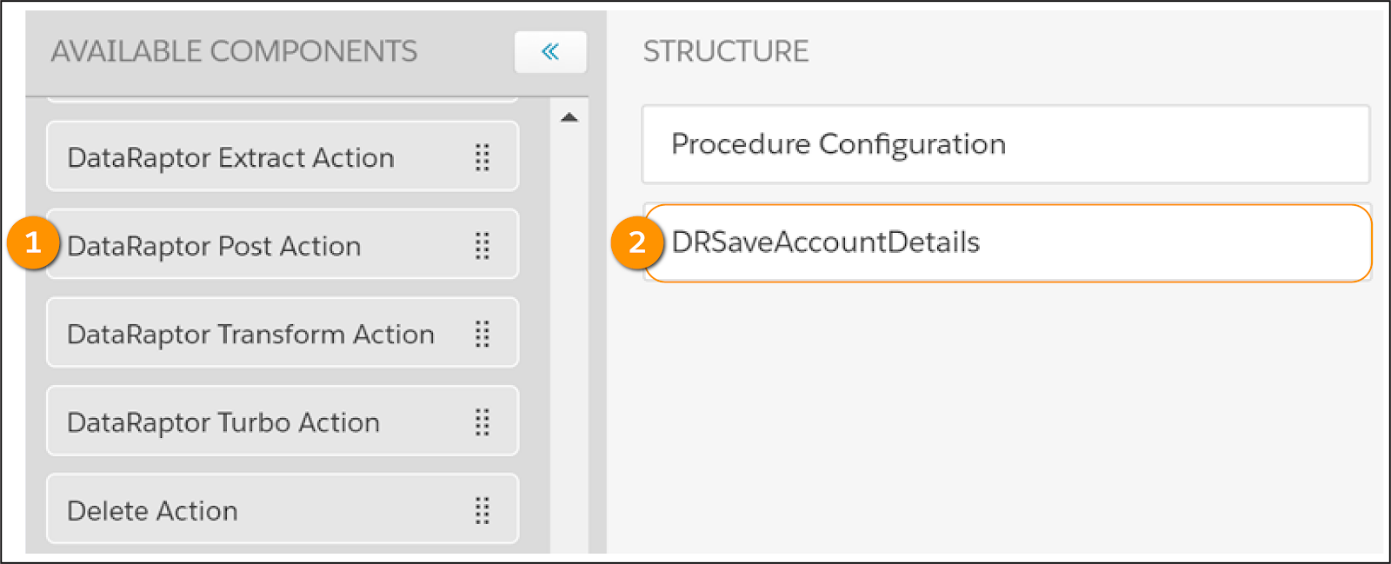 AVAILABLE COMPONENTS
DataRaptor Extract Action
1
DataRaptor Post Action
DataRaptor Transform Action
DataRaptor Turbo Action
Delete Action
STRUCTURE
Procedure Configuration
2
DRSaveAccountDetails